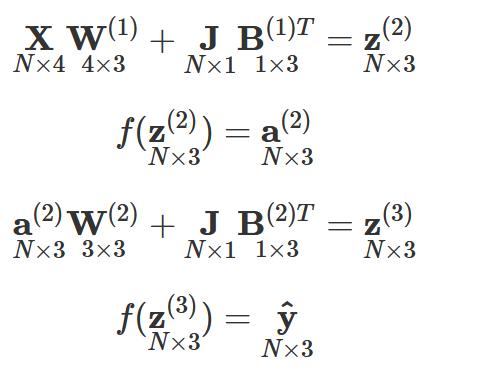 X W(1) + J B(1)T = z(2)
N×4 4×3 N×1 1×3 N×3
f(z(2)) = a(2)
N×3 N×3
a(2) W(2) + J B(2)T = z(3)
N×3 3×3 N×1 1×3 N×3
f(z(3)) = ŷ
N×3 N×3